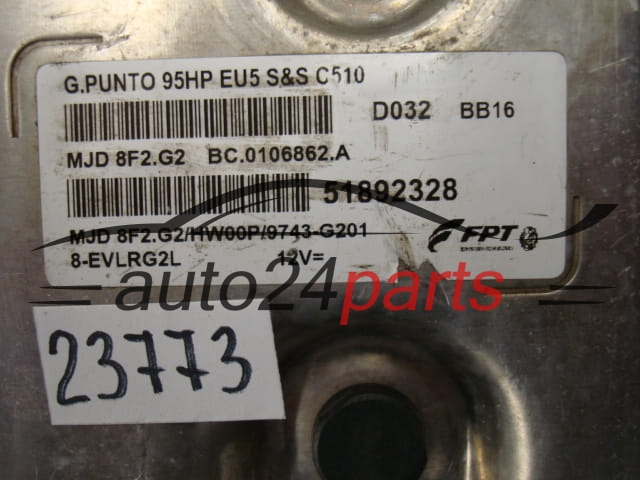 G.PUNTO 95HP EU5 S&S C510
D032 BB16
MJD 8F2.G2 BC.0106862.A
51892328
MJD 8F2.G2/HW00P/9743-G201
FPT
8-EVLRG2L 12V=
auto24parts
23773